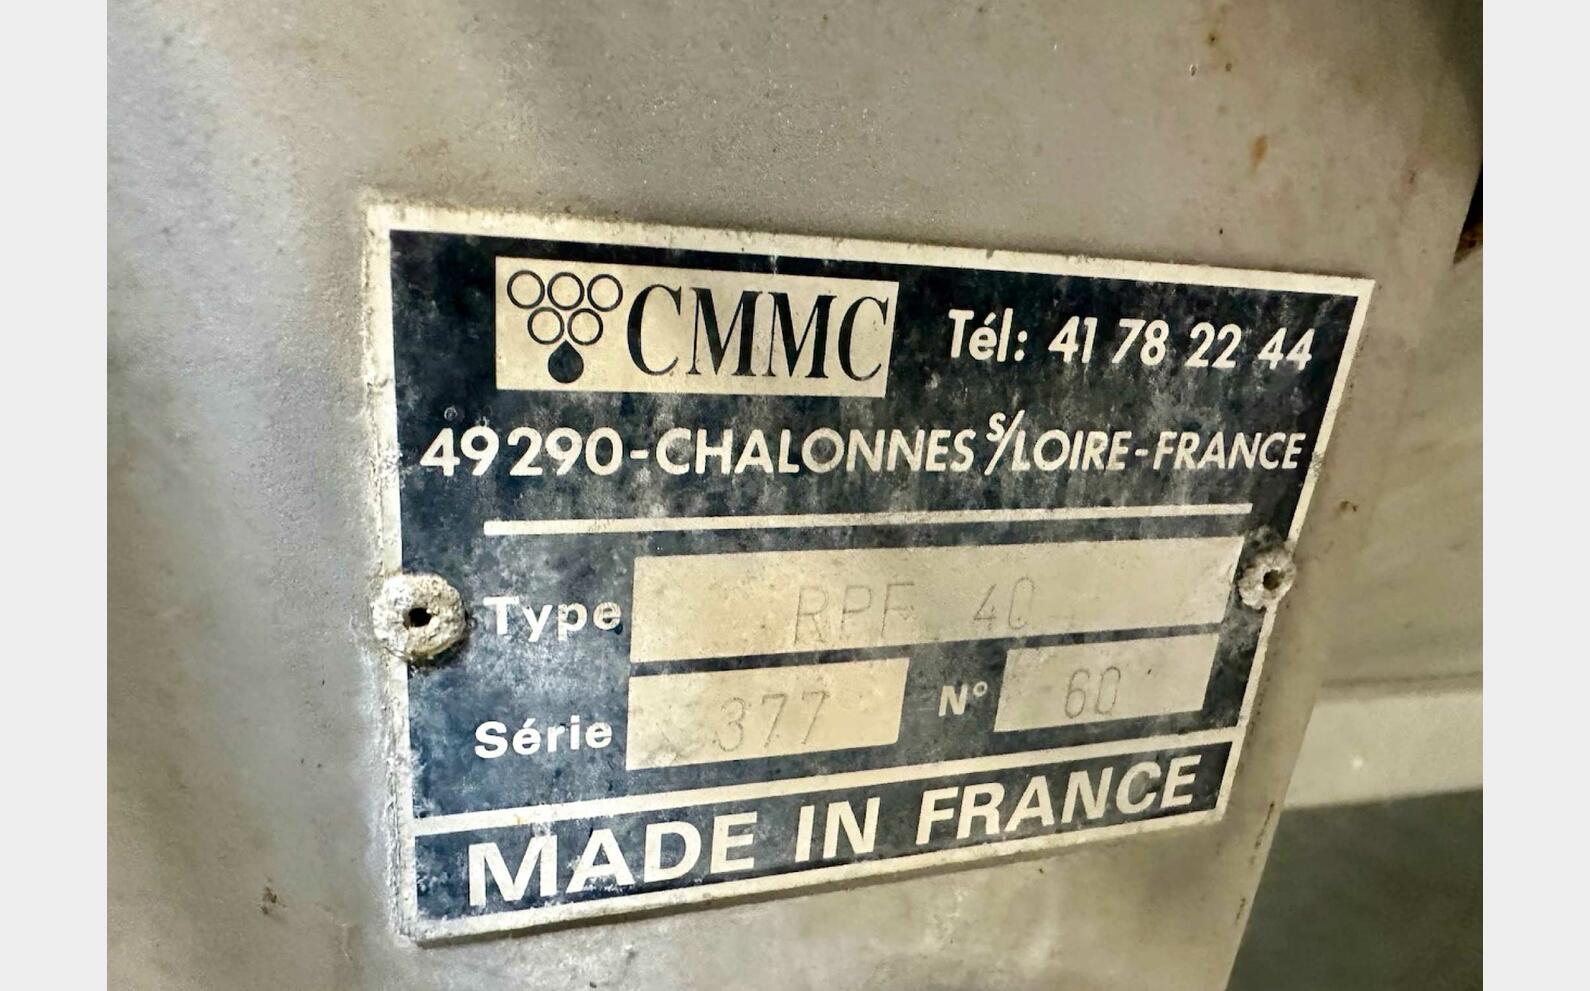 CMMC Tél: 41 78 22 44
49290-CHALONNES S/LOIRE-FRANCE
Type RPF 40
Série 377 N° 60
MADE IN FRANCE